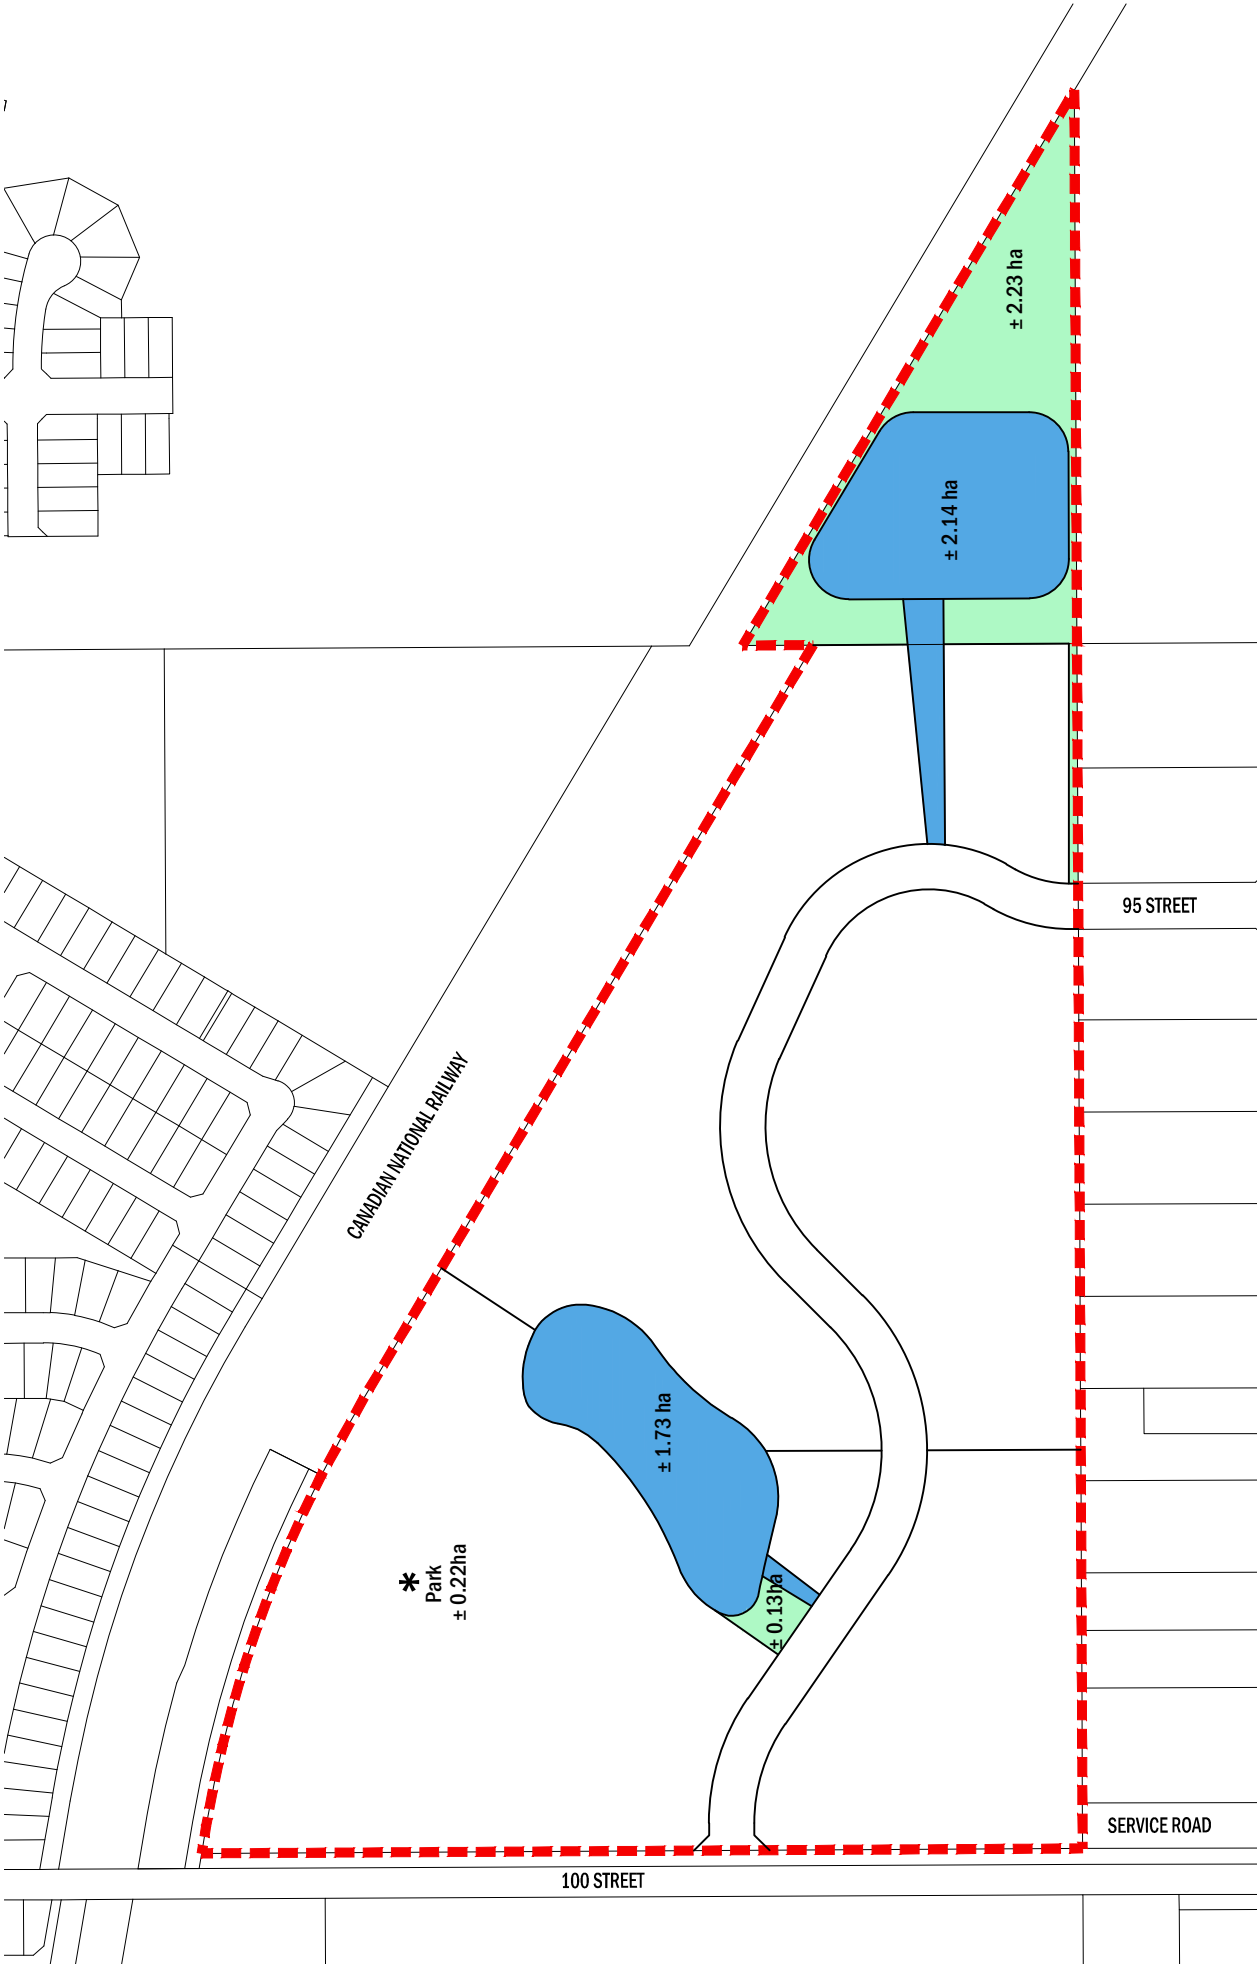 ± 2.23 ha
± 2.14 ha
95 STREET
CANADIAN NATIONAL RAILWAY
± 1.73 ha
*
Park
± 0.22ha
± 0.13ha
SERVICE ROAD
100 STREET